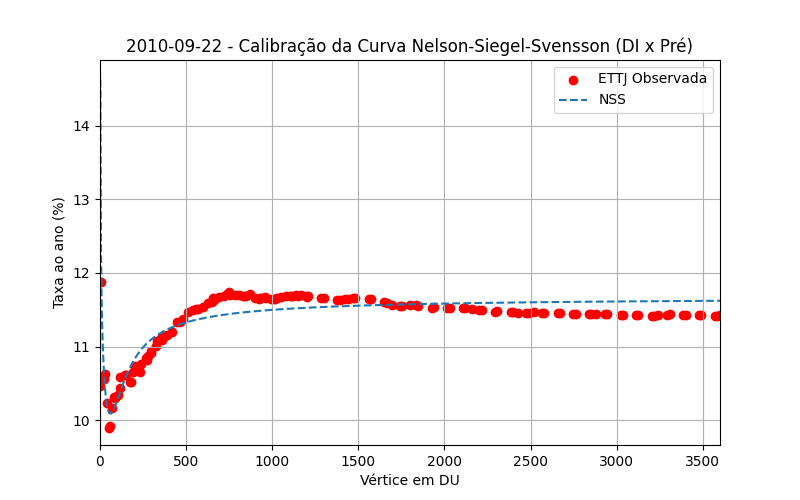 2010-09-22 - Calibração da Curva Nelson-Siegel-Svensson (DI x Pré)
ETTJ Observada
NSS
Taxa ao ano (%)
14
13
12
11
10
0 500 1000 1500 2000 2500 3000 3500
Vértice em DU